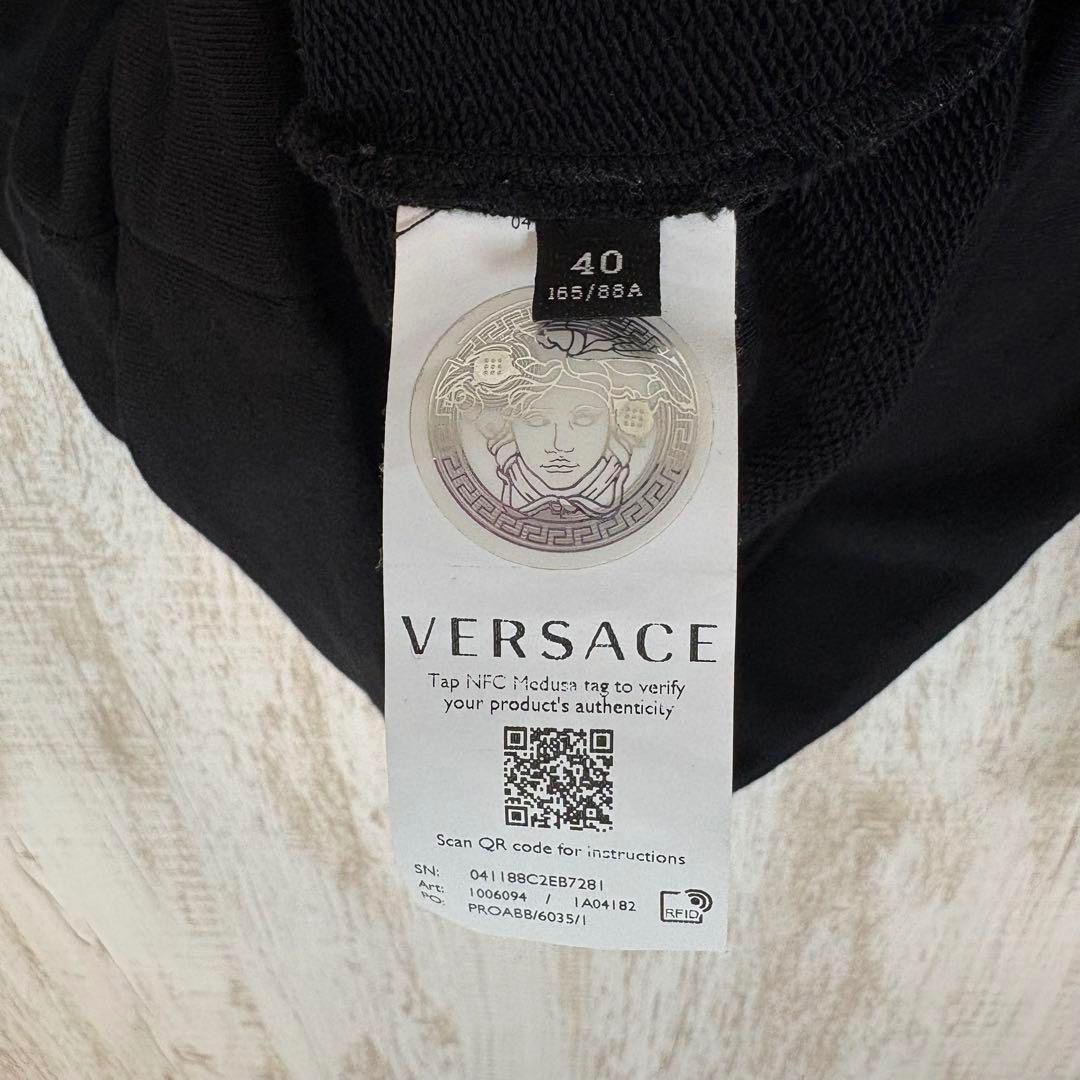 04
40
165/88A
VERSACE
Tap NFC Medusa tag to verify
your product's authenticity
Scan QR code for instructions
SN: 041188C2EB7281
Art: 1006094 / 1A04182
PO: PROABB/6035/1
RFID